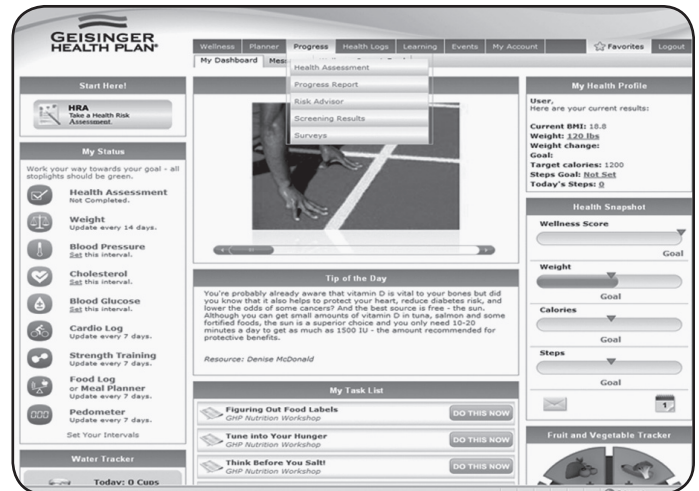 GEISINGER
HEALTH PLAN®
Wellness Planner Progress Health Logs Learning Events My Account Favorites Logout
My Dashboard
Health Assessment
Progress Report
Risk Advisor
Screening Results
Surveys
Start Here!
HRA
Take a Health Risk
Assessment.
My Status
Work your way towards your goal - all
stoplights should be green.
Health Assessment
Not Completed.
Weight
Update every 14 days.
Blood Pressure
Set this interval.
Cholesterol
Set this interval.
Blood Glucose
Set this interval.
Cardio Log
Update every 7 days.
Strength Training
Update every 7 days.
Food Log
or Meal Planner
Update every 7 days.
Pedometer
Update every 7 days.
Set Your Intervals
Water Tracker
Today: 0 Cups
Tip of the Day
You're probably already aware that vitamin D is vital to your bones but did
you know that it also helps to protect your heart, reduce diabetes risk, and
lower the odds of some cancers? And the best source is free - the sun.
Although you can get small amounts of vitamin D in tuna, salmon and some
fortified foods, the sun is a superior choice and you only need 10-20
minutes a day to get as much as 1500 IU - the amount recommended for
protective benefits.
Resource: Denise McDonald
My Task List
Figuring Out Food Labels
GHP Nutrition Workshop
DO THIS NOW
Tune into Your Hunger
GHP Nutrition Workshop
DO THIS NOW
Think Before You Salt!
GHP Nutrition Workshop
DO THIS NOW
My Health Profile
User,
Here are your current results:
Current BMI: 18.8
Weight: 120 lbs
Weight change:
Goal:
Target calories: 1200
Steps Goal: Not Set
Today's Steps: 0
Health Snapshot
Wellness Score
Goal
Weight
Goal
Calories
Goal
Steps
Goal
Fruit and Vegetable Tracker